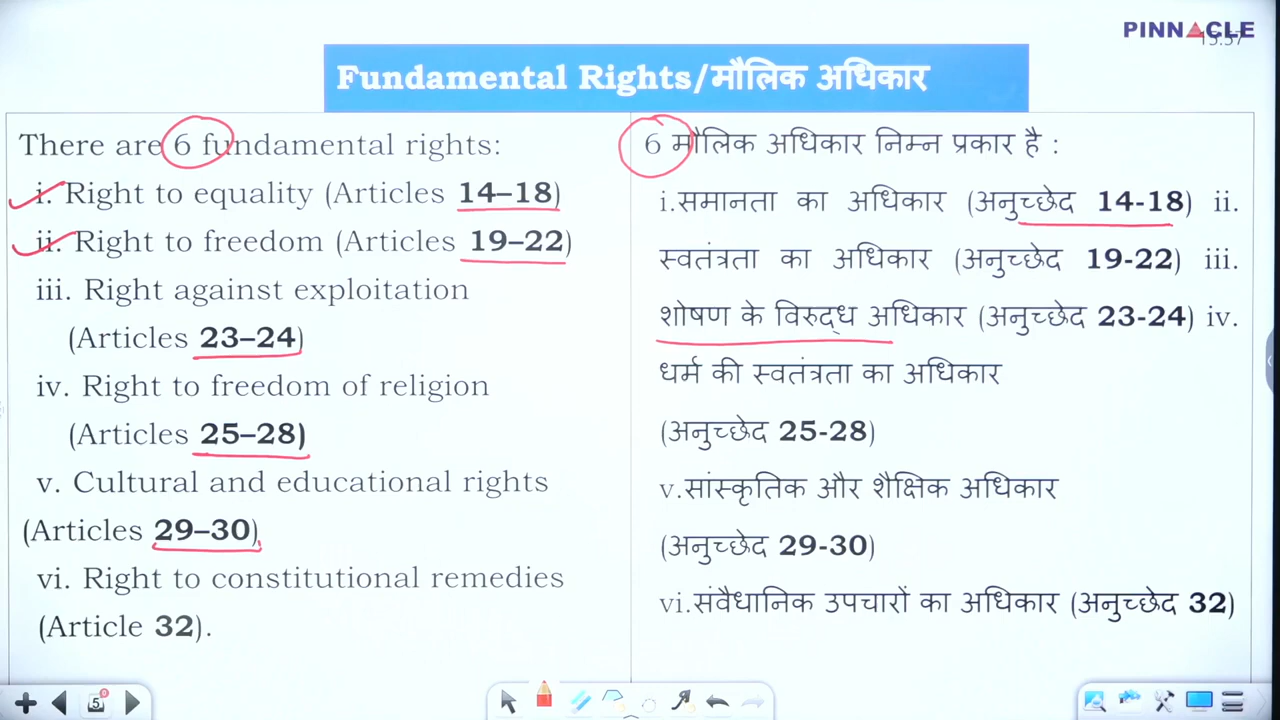 PINNACLE
Fundamental Rights/मौलिक अधिकार
There are 6 fundamental rights:
i. Right to equality (Articles 14–18)
ii. Right to freedom (Articles 19–22)
iii. Right against exploitation
(Articles 23–24)
iv. Right to freedom of religion
(Articles 25–28)
v. Cultural and educational rights
(Articles 29–30)
vi. Right to constitutional remedies
(Article 32).
6 मौलिक अधिकार निम्न प्रकार है :
i.समानता का अधिकार (अनुच्छेद 14-18) ii.
स्वतंत्रता का अधिकार (अनुच्छेद 19-22) iii.
शोषण के विरुद्ध अधिकार (अनुच्छेद 23-24) iv.
धर्म की स्वतंत्रता का अधिकार
(अनुच्छेद 25-28)
v.सांस्कृतिक और शैक्षिक अधिकार
(अनुच्छेद 29-30)
vi.संवैधानिक उपचारों का अधिकार (अनुच्छेद 32)
5